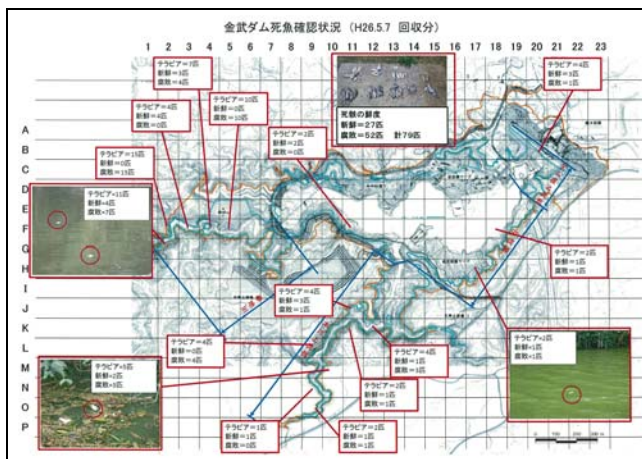 金武ダム死魚確認状況（H26.5.7 回収分）
1 2 3 4 5 6 7 8 9 10 11 12 13 14 15 16 17 18 19 20 21 22 23
テラピア=7匹
新鮮=3匹
腐敗=4匹
テラピア=4匹
新鮮=4匹
腐敗=0匹
テラピア=10匹
新鮮=0匹
腐敗=10匹
死骸の鮮度
新鮮=27匹
腐敗=52匹 計79匹
テラピア=4匹
新鮮=3匹
腐敗=1匹
テラピア=15匹
新鮮=0匹
腐敗=15匹
テラピア=2匹
新鮮=2匹
腐敗=0匹
A
B
C
D
E
F
G
H
I
J
K
L
M
N
O
P
テラピア=11匹
新鮮=4匹
腐敗=7匹
テラピア=2匹
新鮮=1匹
腐敗=1匹
テラピア=4匹
新鮮=3匹
腐敗=1匹
テラピア=2匹
新鮮=1匹
腐敗=1匹
テラピア=4匹
新鮮=0匹
腐敗=4匹
テラピア=4匹
新鮮=1匹
腐敗=3匹
テラピア=5匹
新鮮=2匹
腐敗=3匹
テラピア=2匹
新鮮=1匹
腐敗=1匹
テラピア=1匹
新鮮=1匹
腐敗=0匹
テラピア=2匹
新鮮=1匹
腐敗=1匹